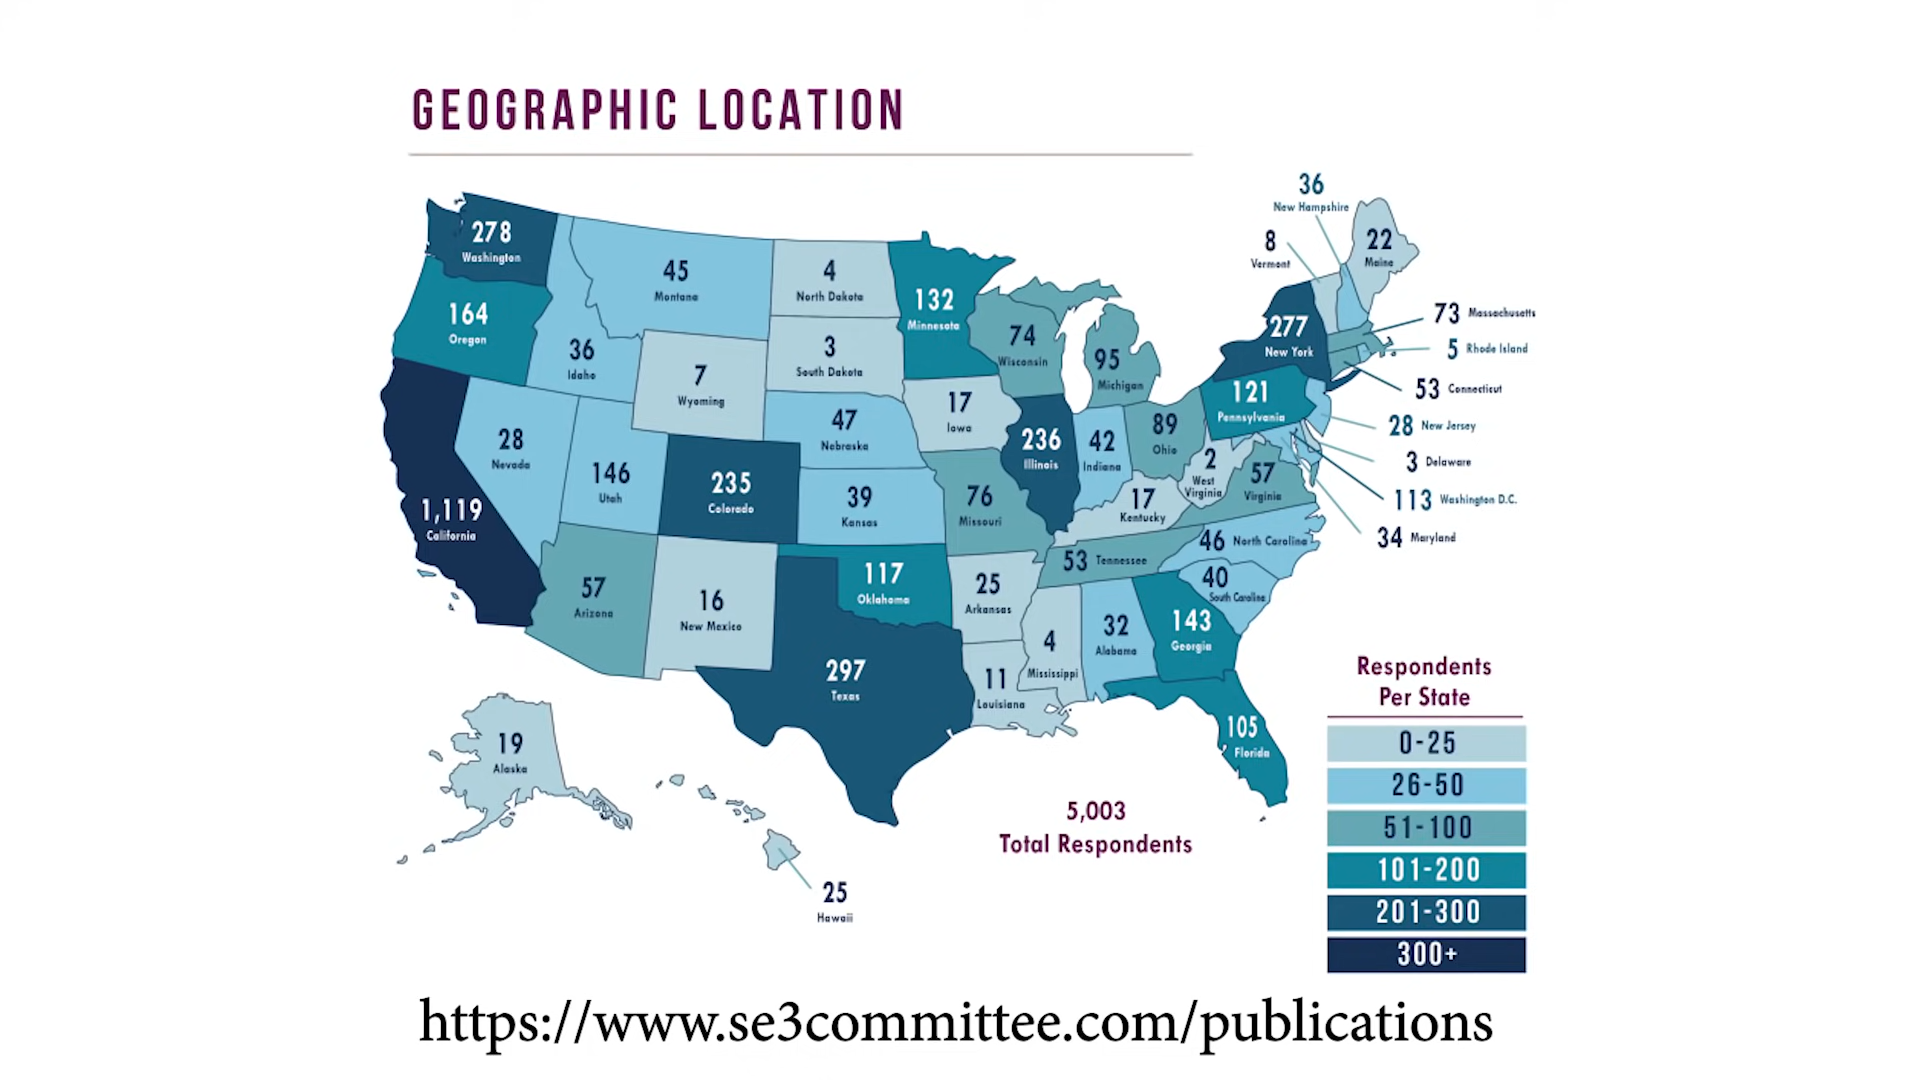 GEOGRAPHIC LOCATION
36
New Hampshire
8
Vermont
22
Maine
278
Washington
45
Montana
4
North Dakota
132
Minnesota
164
Oregon
36
Idaho
7
Wyoming
3
South Dakota
74
Wisconsin
95
Michigan
277
New York
73 Massachusetts
5 Rhode Island
53 Connecticut
121
Pennsylvania
28 New Jersey
3 Delaware
113 Washington D.C.
34 Maryland
28
Nevada
146
Utah
235
Colorado
47
Nebraska
17
Iowa
236
Illinois
42
Indiana
89
Ohio
2
West
Virginia
57
Virginia
1,119
California
39
Kansas
76
Missouri
17
Kentucky
46 North Carolina
53 Tennessee
40
South Carolina
57
Arizona
16
New Mexico
117
Oklahoma
25
Arkansas
4
Mississippi
32
Alabama
143
Georgia
297
Texas
11
Louisiana
105
Florida
19
Alaska
25
Hawaii
5,003
Total Respondents
Respondents
Per State
0-25
26-50
51-100
101-200
201-300
300+
https://www.se3committee.com/publications